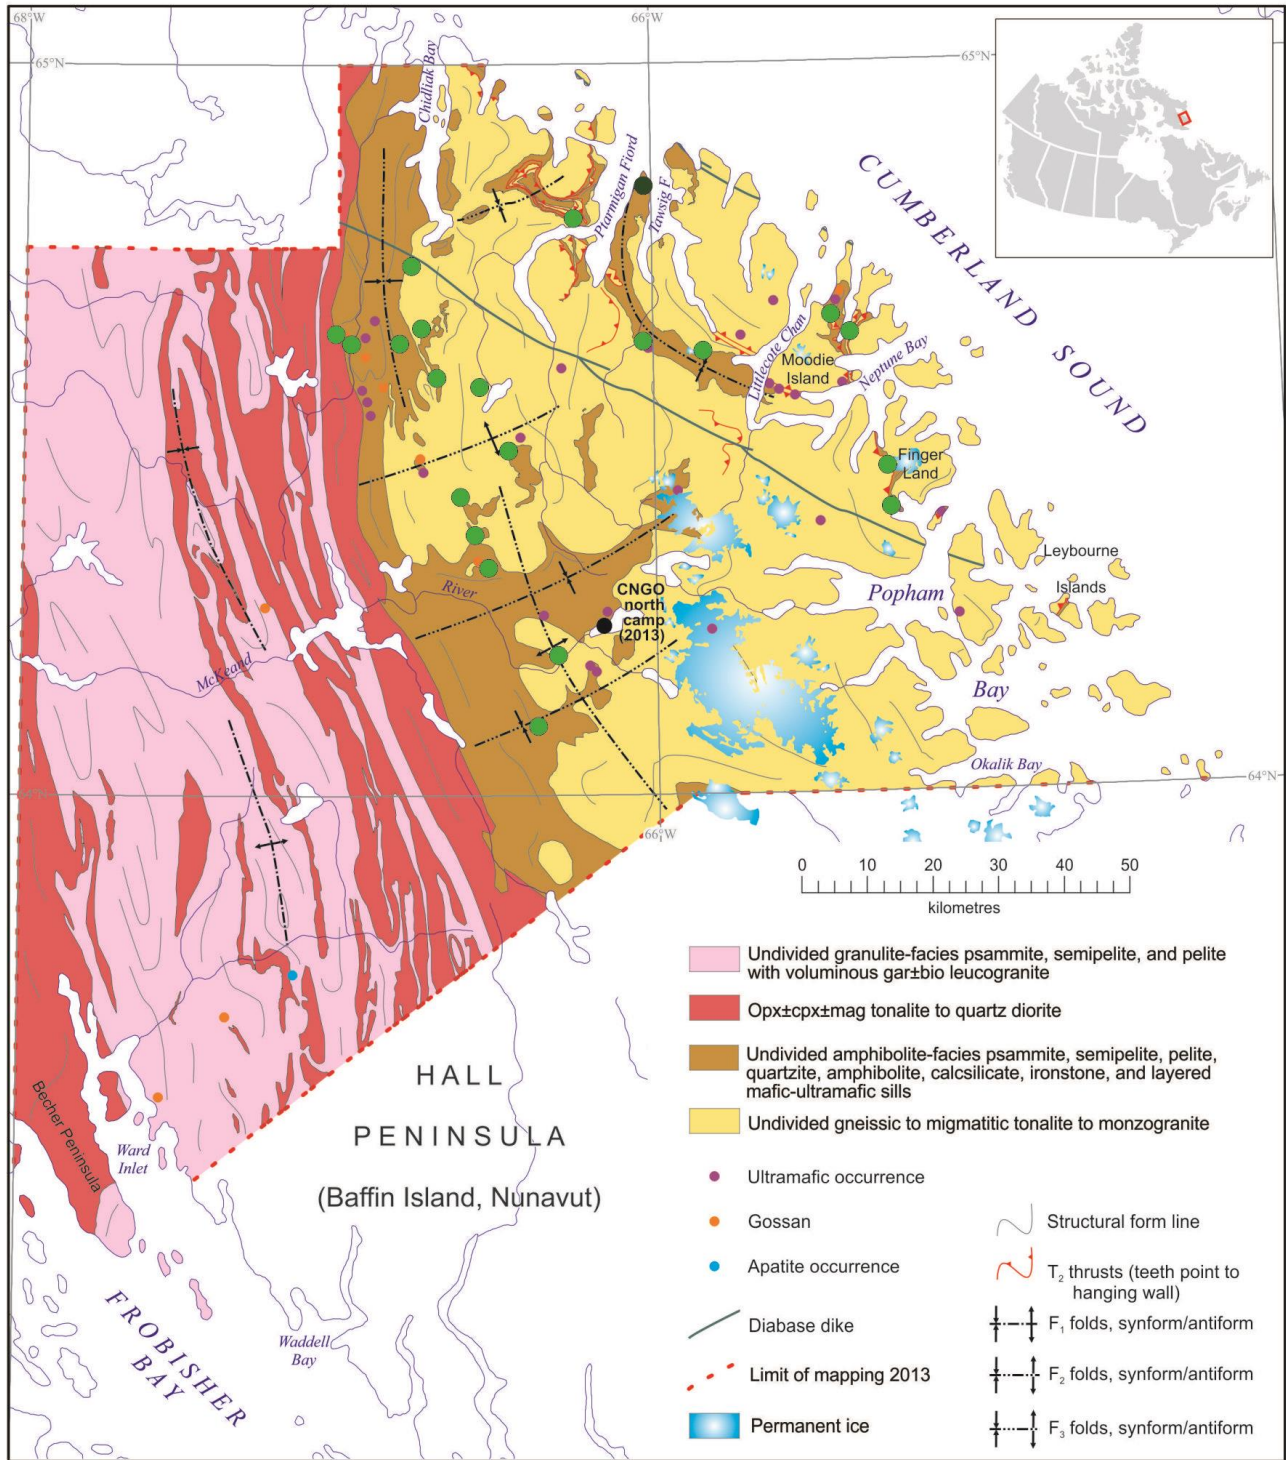 68°W
66°W
65°N
65°N
Chidliak Bay
Ptarmigan Fiord
Tawsig F.
CUMBERLAND SOUND
Littlecote Chan
Moodie
Island
Neptune Bay
Finger
Land
Leybourne
Islands
Popham
Bay
Okalik Bay
River
McKeand
CNGO
north
camp
(2013)
64°N
64°N
66°W
0 10 20 30 40 50
kilometres
Undivided granulite-facies psammite, semipelite, and pelite
with voluminous gar±bio leucogranite
Opx±cpx±mag tonalite to quartz diorite
Undivided amphibolite-facies psammite, semipelite, pelite,
quartzite, amphibolite, calcsilicate, ironstone, and layered
mafic-ultramafic sills
Undivided gneissic to migmatitic tonalite to monzogranite
Ultramafic occurrence
Gossan
Apatite occurrence
Diabase dike
Limit of mapping 2013
Permanent ice
Structural form line
T2 thrusts (teeth point to
hanging wall)
F1 folds, synform/antiform
F2 folds, synform/antiform
F3 folds, synform/antiform
HALL
PENINSULA
(Baffin Island, Nunavut)
Becher Peninsula
Ward
Inlet
FROBISHER
BAY
Waddell
Bay